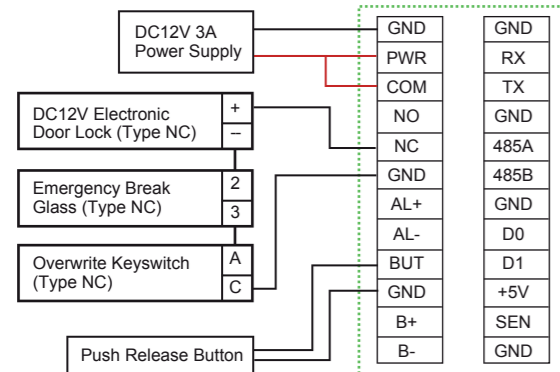 DC12V 3A
Power Supply
DC12V Electronic
Door Lock (Type NC)
+
–
Emergency Break
Glass (Type NC)
2
3
Overwrite Keyswitch
(Type NC)
A
C
Push Release Button
GND
PWR
COM
NO
NC
GND
AL+
AL-
BUT
GND
B+
B-
GND
RX
TX
GND
485A
485B
GND
D0
D1
+5V
SEN
GND